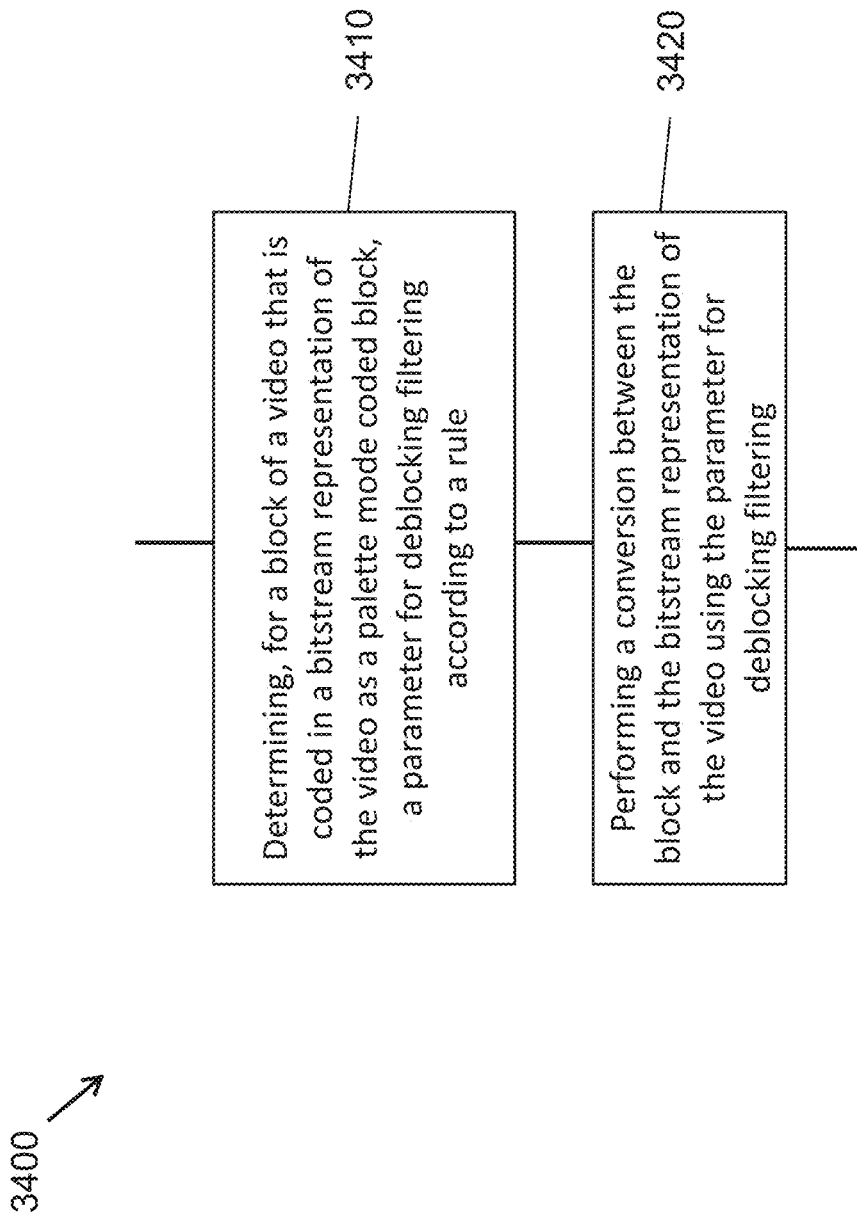 3400
Determining, for a block of a video that is
coded in a bitstream representation of
the video as a palette mode coded block,
a parameter for deblocking filtering
according to a rule
3410
Performing a conversion between the
block and the bitstream representation of
the video using the parameter for
deblocking filtering
3420